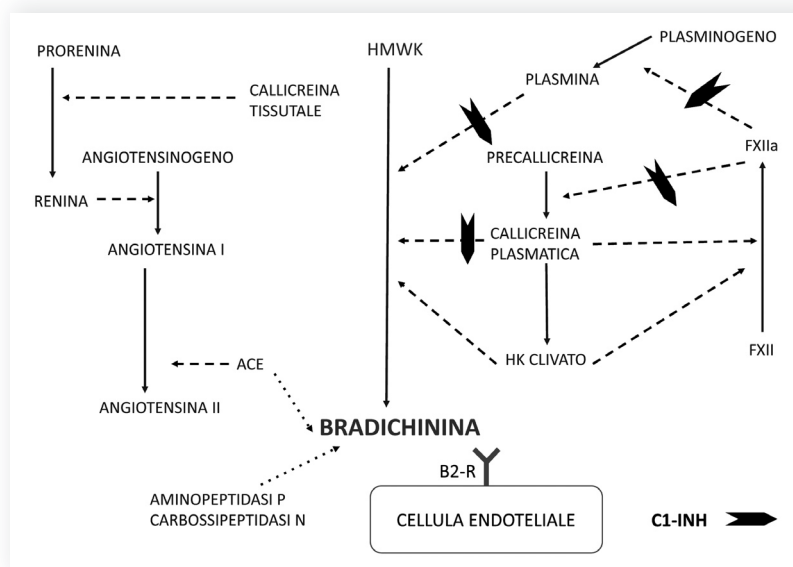 PRORENINA
HMWK
PLASMINOGENO
PLASMINA
CALLICREINA
TISSUTALE
FXIIa
ANGIOTENSINOGENO
PRECALLICREINA
RENINA
ANGIOTENSINA I
CALLICREINA
PLASMATICA
HK CLIVATO
FXII
ACE
ANGIOTENSINA II
BRADICHININA
B2-R
AMINOPEPTIDASI P
CARBOSSIPEPTIDASI N
CELLULA ENDOTELIALE
C1-INH